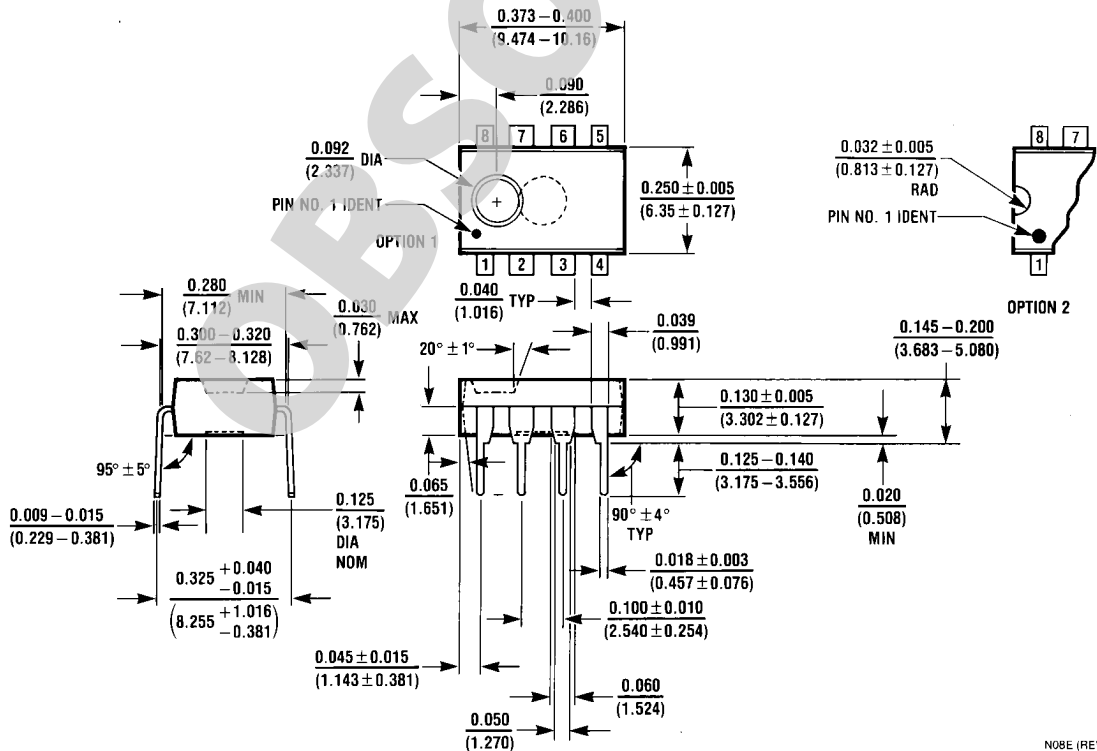 0.373 – 0.400
(9.474 – 10.16)
0.090
(2.286)
8 7 6 5
0.092 DIA
(2.337)
PIN NO. 1 IDENT
OPTION 1
1 2 3 4
0.250 ± 0.005
(6.35 ± 0.127)
8 7
0.032 ± 0.005
(0.813 ± 0.127)
RAD
PIN NO. 1 IDENT
1
OPTION 2
0.280 MIN
(7.112)
0.300 – 0.320
(7.62 – 8.128)
0.030 MAX
(0.762)
0.040 TYP
(1.016)
0.039
(0.991)
0.145 – 0.200
(3.683 – 5.080)
20° ± 1°
0.130 ± 0.005
(3.302 ± 0.127)
95° ± 5°
0.065
(1.651)
0.125 – 0.140
(3.175 – 3.556)
0.020
(0.508)
MIN
0.009 – 0.015
(0.229 – 0.381)
0.125
(3.175)
DIA
NOM
90° ± 4°
TYP
0.018 ± 0.003
(0.457 ± 0.076)
0.325 +0.040
-0.015
(8.255 +1.016
-0.381)
0.100 ± 0.010
(2.540 ± 0.254)
0.045 ± 0.015
(1.143 ± 0.381)
0.060
(1.524)
0.050
(1.270)
N08E (RE
OBSO